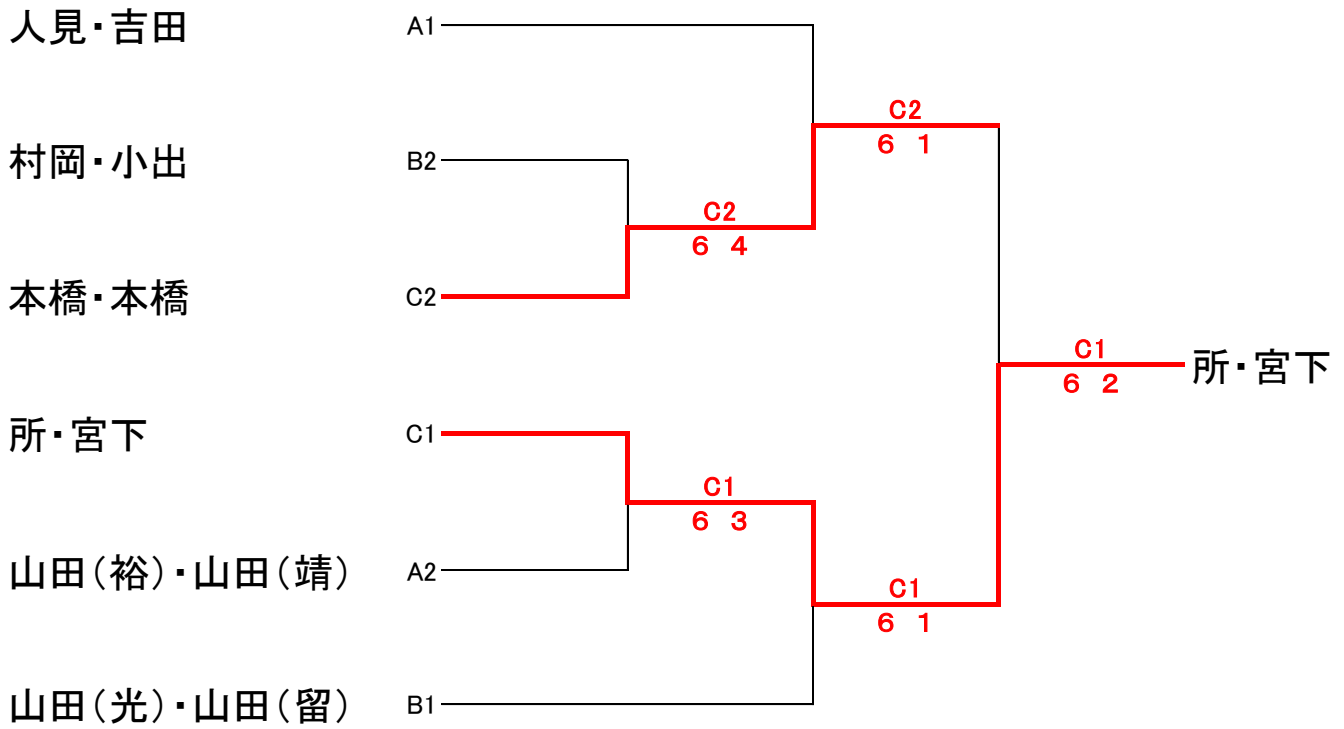 人見・吉田 A1
C2
6 1
村岡・小出 B2
C2
6 4
本橋・本橋 C2
C1
6 2
所・宮下
所・宮下 C1
C1
6 3
山田(裕)・山田(靖) A2
C1
6 1
山田(光)・山田(留) B1